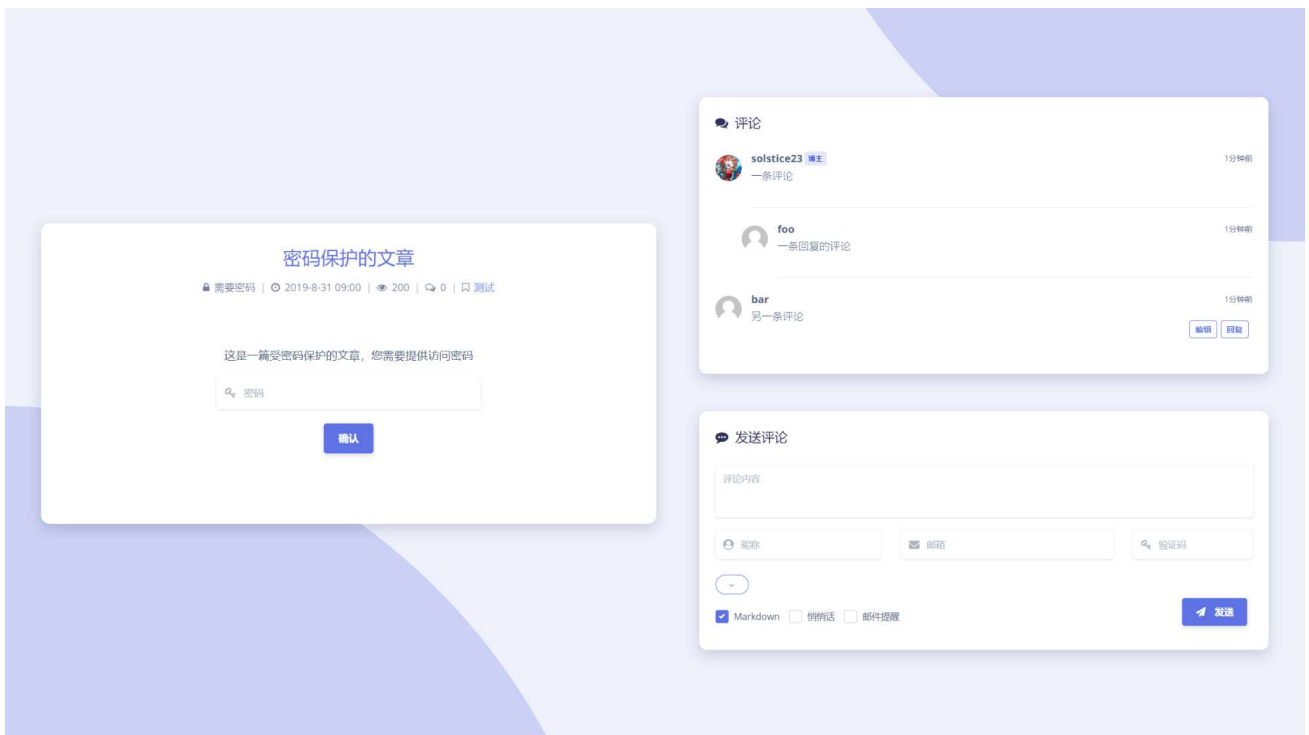 密码保护的文章
需要密码 | 2019-8-31 09:00 | 200 | 0 | 测试
这是一篇受密码保护的文章，您需要提供访问密码
密码
确认
评论
solstice23 博主 1分钟前
一条评论
foo 1分钟前
一条回复的评论
bar 1分钟前
另一条评论
编辑 回复
发送评论
评论内容
昵称 邮箱 验证码
Markdown 悄悄话 邮件提醒 发送